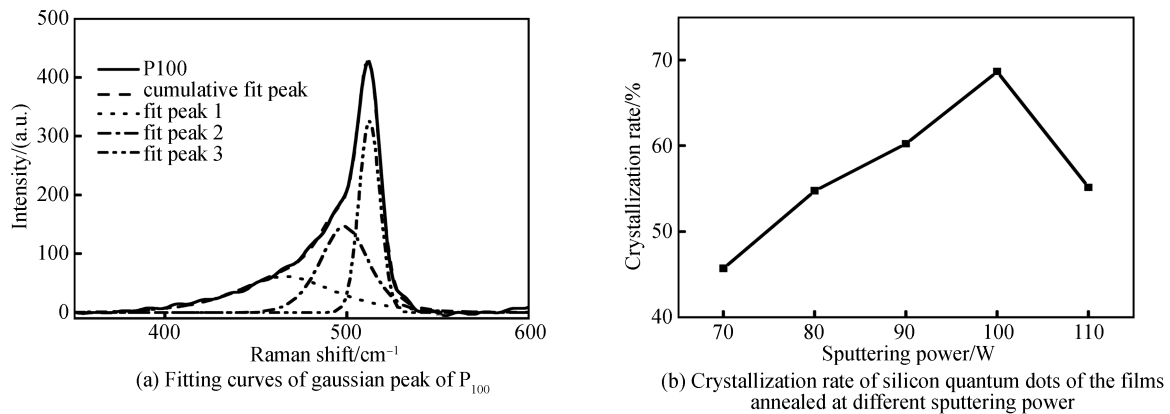 500
400
300
200
100
0
Intensity/(a.u.)
P100
cumulative fit peak
fit peak 1
fit peak 2
fit peak 3
400
500
600
Raman shift/cm⁻¹
(a) Fitting curves of gaussian peak of P₁₀₀
70
60
50
40
Crystallization rate/%
70
80
90
100
110
Sputtering power/W
(b) Crystallization rate of silicon quantum dots of the films
annealed at different sputtering power